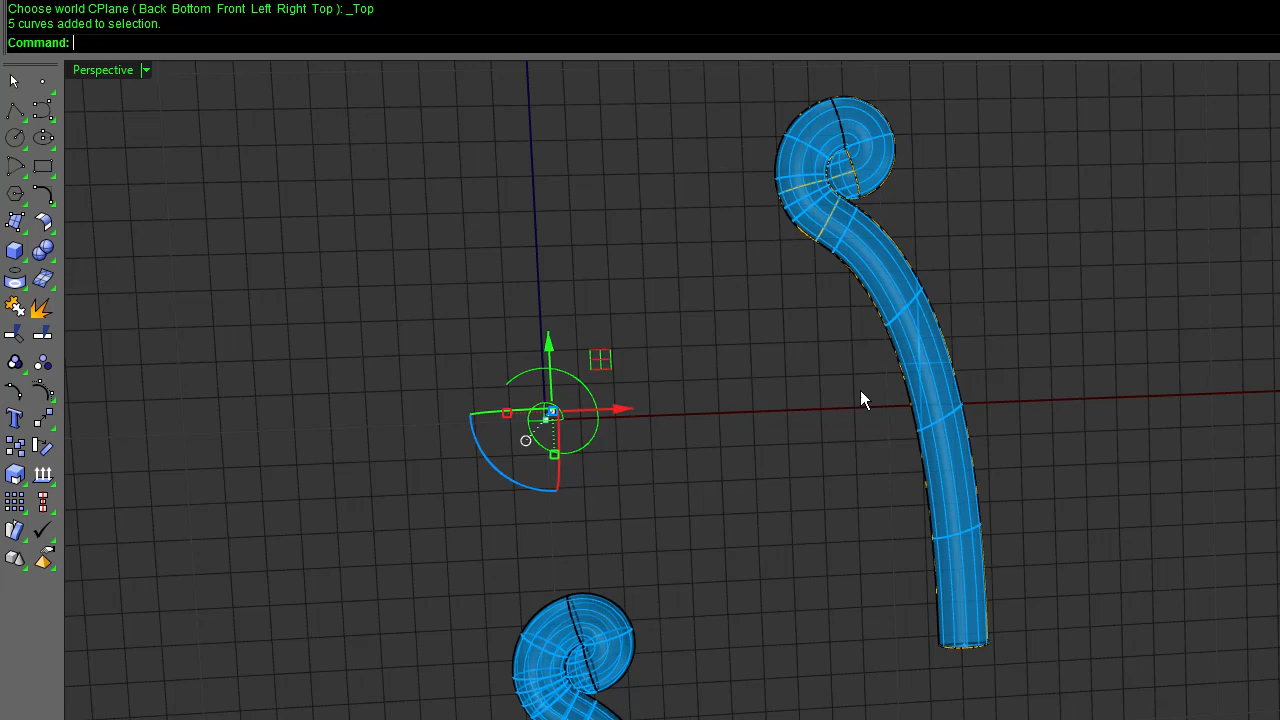 Choose world CPlane ( Back Bottom Front Left Right Top ): _Top
5 curves added to selection.
Command:
Perspective